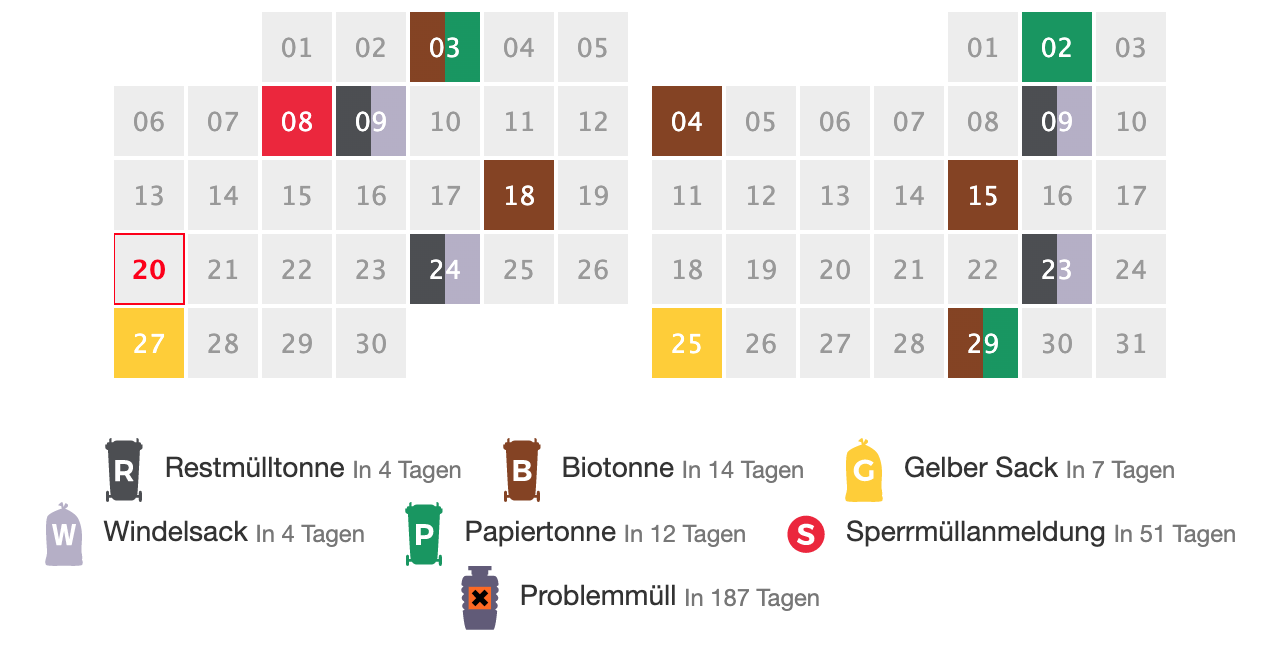 01 02 03 04 05 01 02 03
06 07 08 09 10 11 12 04 05 06 07 08 09 10
13 14 15 16 17 18 19 11 12 13 14 15 16 17
20 21 22 23 24 25 26 18 19 20 21 22 23 24
27 28 29 30 25 26 27 28 29 30 31
R Restmülltonne In 4 Tagen B Biotonne In 14 Tagen G Gelber Sack In 7 Tagen
W Windelsack In 4 Tagen P Papiertonne In 12 Tagen S Sperrmüllanmeldung In 51 Tagen
Problemmüll In 187 Tagen